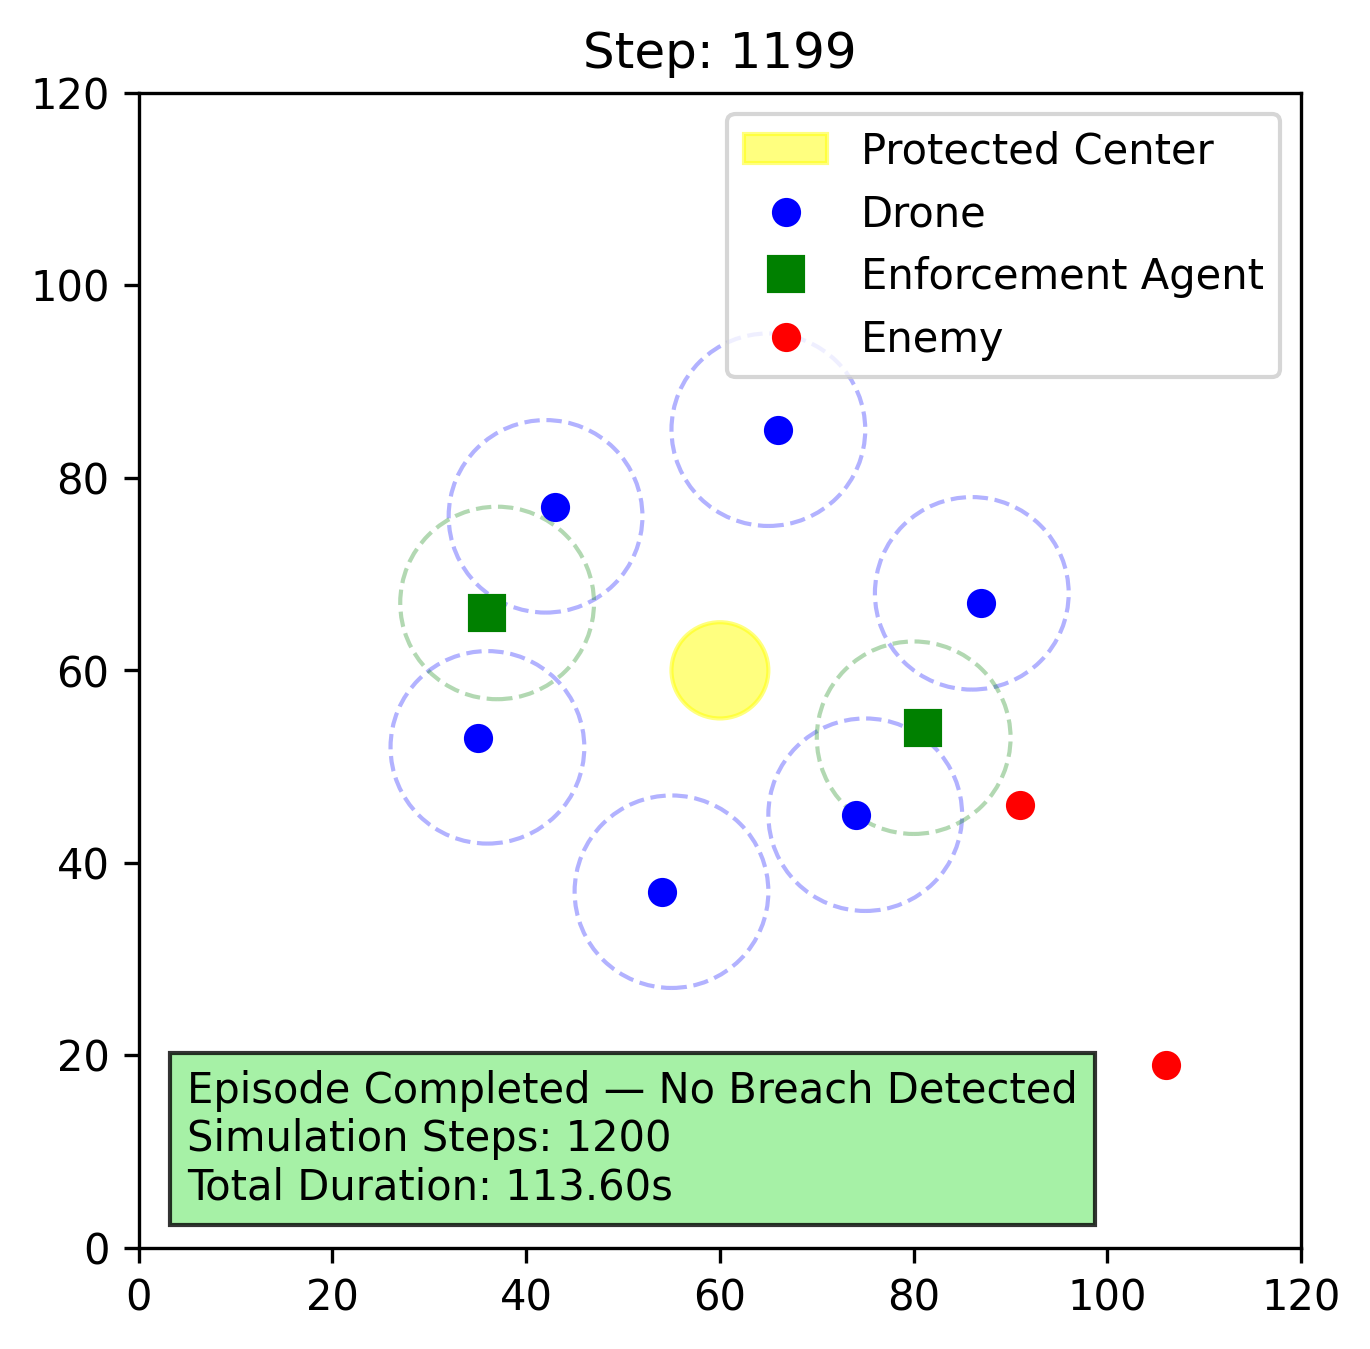 Step: 1199
120
100
80
60
40
20
0
Protected Center
Drone
Enforcement Agent
Enemy
Episode Completed — No Breach Detected
Simulation Steps: 1200
Total Duration: 113.60s
0 20 40 60 80 100 120